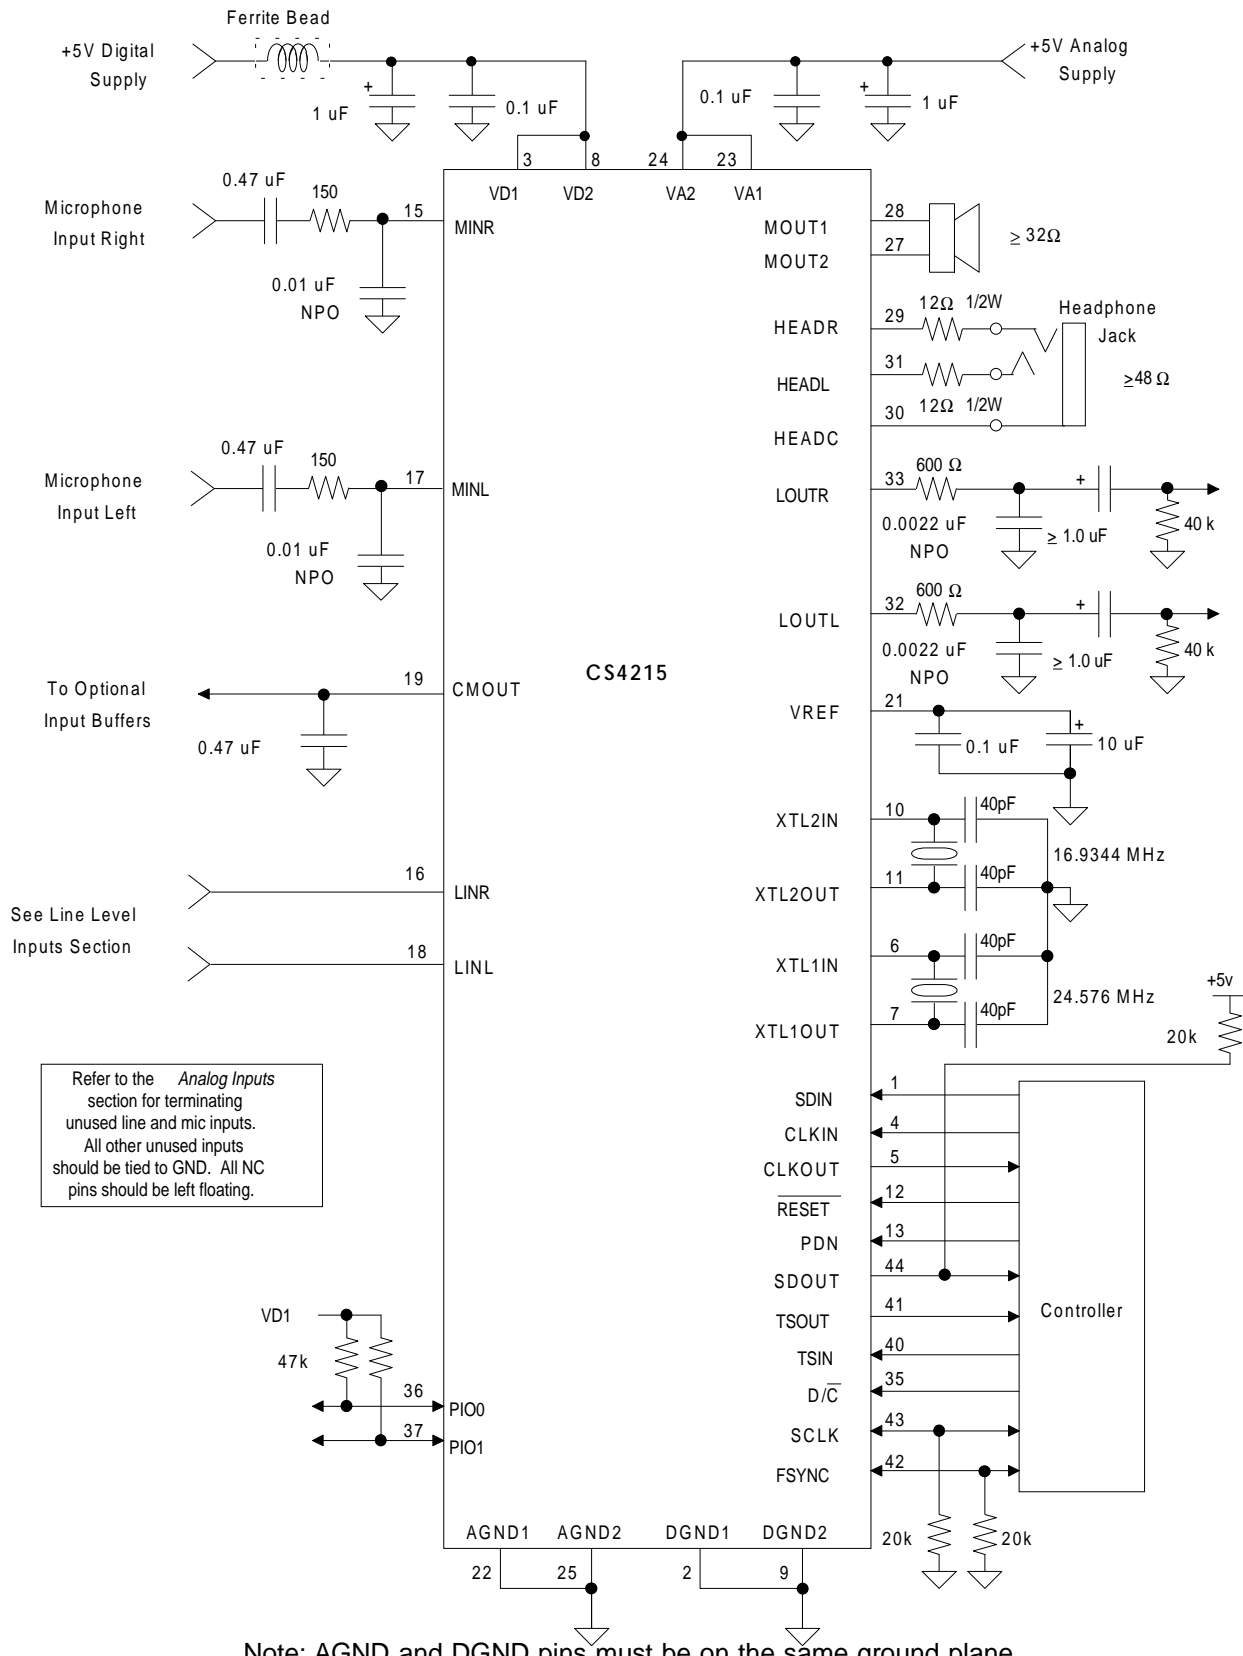 Ferrite Bead
+5V Digital
Supply
+
1 uF
0.1 uF
+5V Analog
Supply
0.1 uF
+
1 uF
3
8
24
23
VD1
VD2
VA2
VA1
Microphone
Input Right
0.47 uF
150
15
MINR
0.01 uF
NPO
Microphone
Input Left
0.47 uF
150
17
MINL
0.01 uF
NPO
To Optional
Input Buffers
19
CMOUT
0.47 uF
CS4215
See Line Level
Inputs Section
16
LINR
18
LINL
Refer to the Analog Inputs
section for terminating
unused line and mic inputs.
All other unused inputs
should be tied to GND. All NC
pins should be left floating.
VD1
47k
36
PIO0
37
PIO1
MOUT1
28
MOUT2
27
≥ 32Ω
HEADR
29
12Ω 1/2W
Headphone
Jack
HEADL
31
≥48 Ω
12Ω 1/2W
HEADC
30
LOUTR
33
600 Ω
+
0.0022 uF
NPO
≥ 1.0 uF
40 k
LOUTL
32
600 Ω
+
0.0022 uF
NPO
≥ 1.0 uF
40 k
VREF
21
+
0.1 uF
10 uF
XTL2IN
10
40pF
16.9344 MHz
XTL2OUT
11
40pF
XTL1IN
6
40pF
24.576 MHz
XTL1OUT
7
40pF
+5v
20k
SDIN
1
CLKIN
4
CLKOUT
5
RESET
12
PDN
13
SDOUT
44
TSOUT
41
Controller
TSIN
40
D/C
35
SCLK
43
FSYNC
42
20k
20k
AGND1
AGND2
DGND1
DGND2
22
25
2
9
Note: AGND and DGND pins must be on the same ground plane